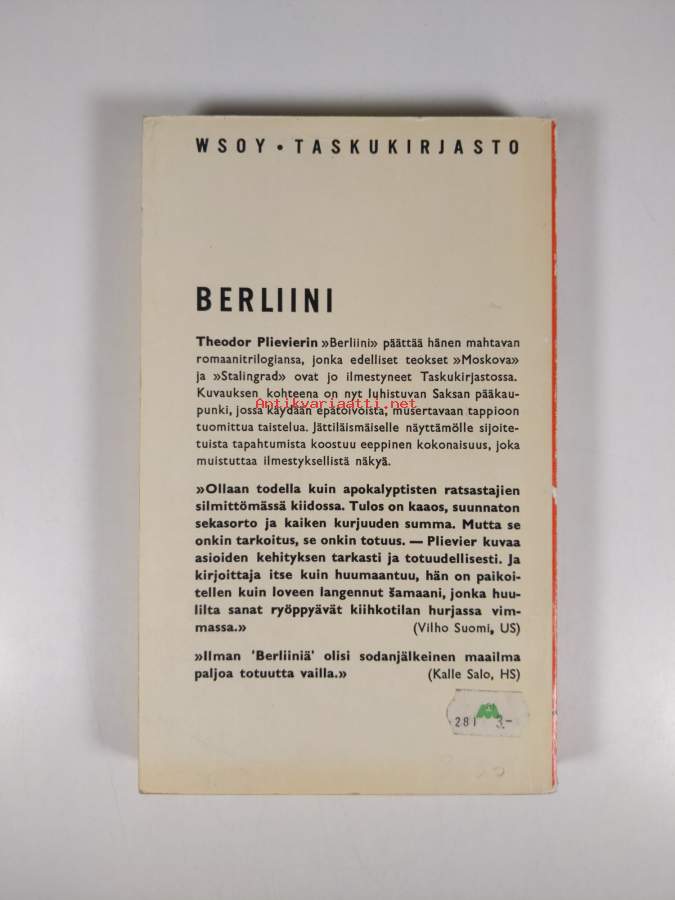 WSOY • TASKUKIRJASTO
BERLIINI
Theodor Plievierin »Berliini» päättää hänen mahtavan
romaanitrilogiansa, jonka edelliset teokset »Moskova»
ja »Stalingrad» ovat jo ilmestyneet Taskukirjastossa.
Kuvauksen kohteena on nyt luhistuvan Saksan pääkau-
Antikvariaatti.net
punki, jossa käydään epätoivoista, musertavaan tappioon
tuomittua taistelua. Jättiläismäiselle näyttämölle sijoite-
tuista tapahtumista koostuu eeppinen kokonaisuus, joka
muistuttaa ilmestyksellistä näkyä.
»Ollaan todella kuin apokalyptisten ratsastajien
silmittömässä kiidossa. Tulos on kaaos, suunnaton
sekasorto ja kaiken kurjuuden summa. Mutta se
onkin tarkoitus, se onkin totuus. — Plievier kuvaa
asioiden kehityksen tarkasti ja totuudellisesti. Ja
kirjoittaja itse kuin huumaantuu, hän on paikoi-
tellen kuin loveen langennut šamaani, jonka huu-
lilta sanat ryöppyävät kiihkotilan hurjassa vim-
massa.» (Vilho Suomi, US)
»Ilman 'Berliiniä' olisi sodanjälkeinen maailma
paljoa totuutta vailla.» (Kalle Salo, HS)
281 3.-